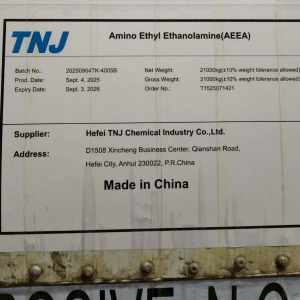 TNJ
Amino Ethyl Ethanolamine(AEEA)
Batch No.: 20250904TK-4005B Net Weight: 21000kg(±10% weight tolerance allowed)
Prod. Date: Sept. 4, 2025 Gross Weight: 21000kg(±10% weight tolerance allowed)
Expiry Date: Sept. 3, 2026 Order No.: T1525071421
Supplier: Hefei TNJ Chemical Industry Co.,Ltd.
Address: D1508 Xincheng Business Center, Qianshan Road,
Hefei City, Anhui 230022, P.R.China
Made in China